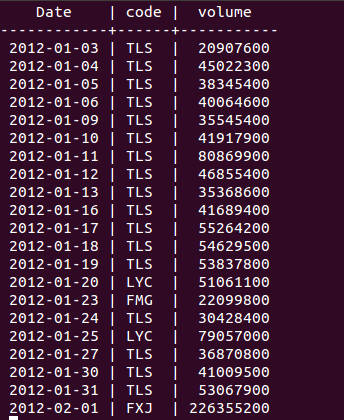 Date | code | volume
------------+------+-----------
2012-01-03 | TLS | 20907600
2012-01-04 | TLS | 45022300
2012-01-05 | TLS | 38345400
2012-01-06 | TLS | 40064600
2012-01-09 | TLS | 35545400
2012-01-10 | TLS | 41917900
2012-01-11 | TLS | 80869900
2012-01-12 | TLS | 46855400
2012-01-13 | TLS | 35368600
2012-01-16 | TLS | 41689400
2012-01-17 | TLS | 55264200
2012-01-18 | TLS | 54629500
2012-01-19 | TLS | 53837800
2012-01-20 | LYC | 51061100
2012-01-23 | FMG | 22099800
2012-01-24 | TLS | 30428400
2012-01-25 | LYC | 79057000
2012-01-27 | TLS | 36870800
2012-01-30 | TLS | 41009500
2012-01-31 | TLS | 53067900
2012-02-01 | FXJ | 226355200